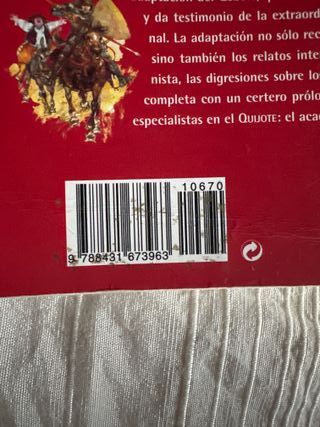 y da testimonio de la extraord
nal. La adaptación no sólo rec
sino también los relatos inte
nista, las digresiones sobre lo
completa con un certero prólo
especialistas en el QUIJOTE: el aca
10670
9 788431 673963